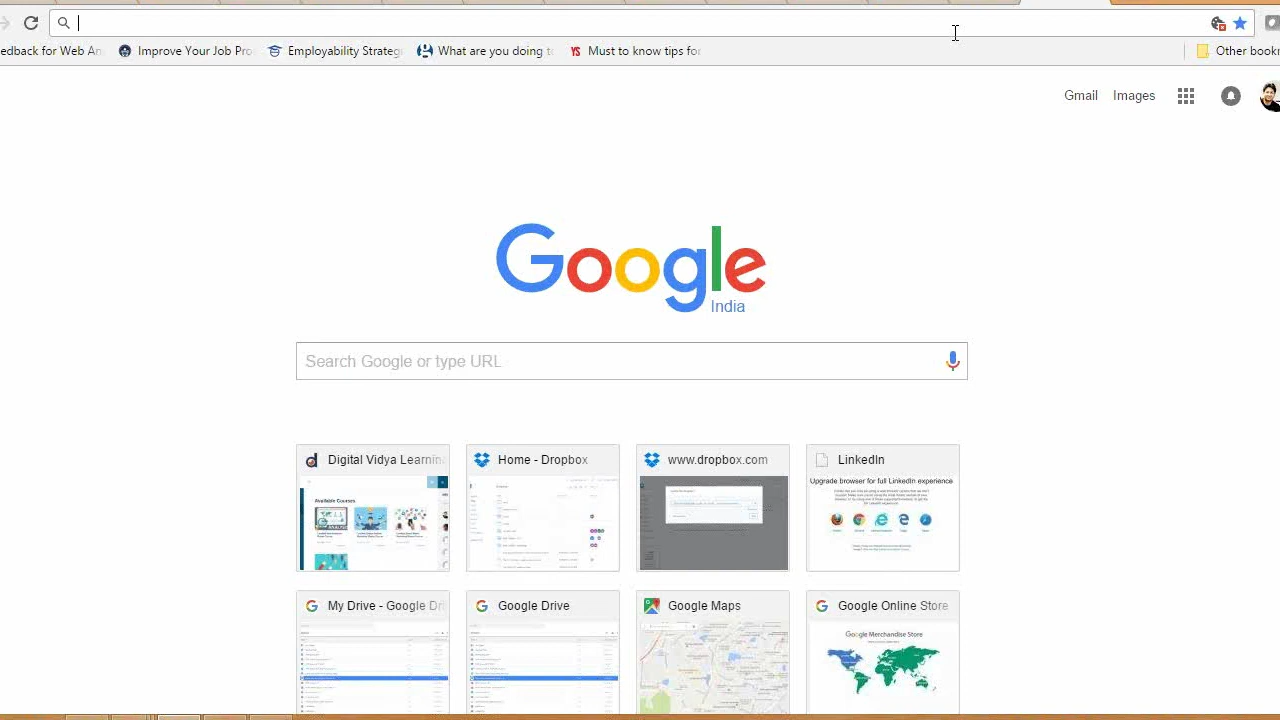 edback for Web An
Improve Your Job Pro
Employability Strateg
What are you doing to
Must to know tips for
Other book
Gmail
Images
Google
India
Search Google or type URL
Digital Vidya Learnin
Home - Dropbox
www.dropbox.com
LinkedIn
Available Courses
Upgrade browser for full LinkedIn experience
My Drive - Google Dri
Google Drive
Google Maps
Google Online Store
Google Merchandise Store